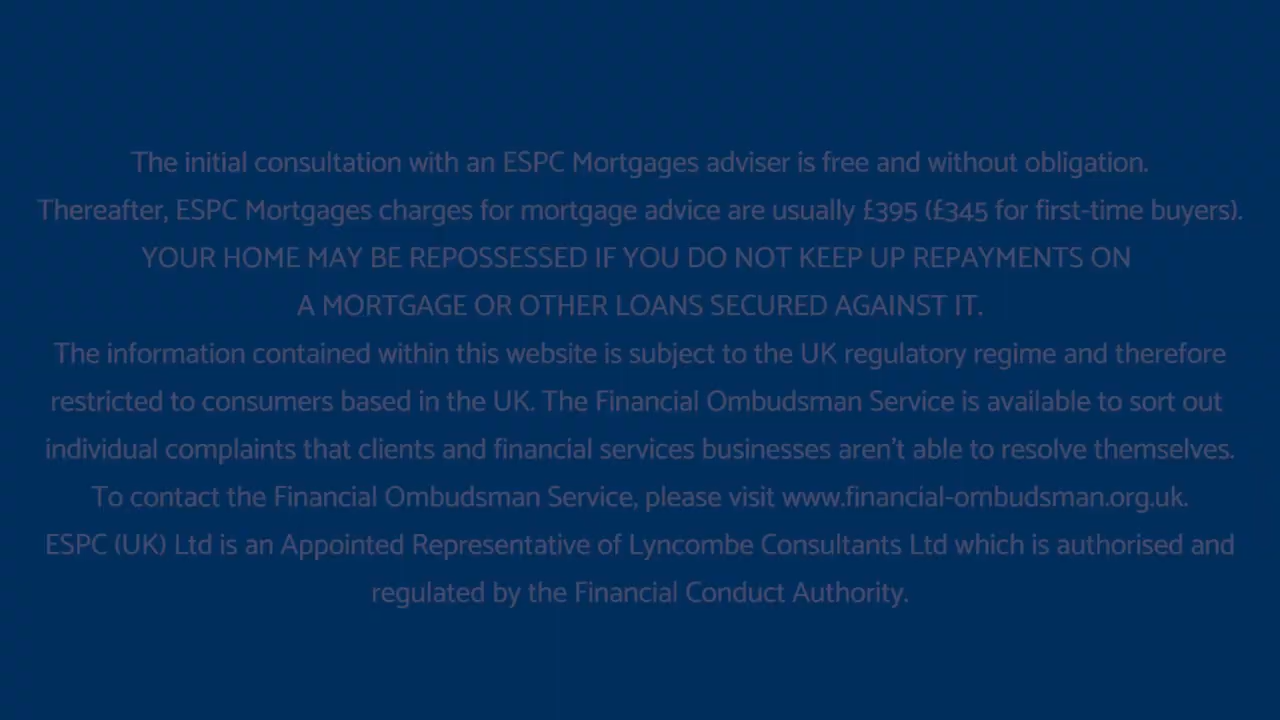 The initial consultation with an ESPC Mortgages adviser is free and without obligation.
Thereafter, ESPC Mortgages charges for mortgage advice are usually £395 (£345 for first-time buyers).
YOUR HOME MAY BE REPOSSESSED IF YOU DO NOT KEEP UP REPAYMENTS ON
A MORTGAGE OR OTHER LOANS SECURED AGAINST IT.
The information contained within this website is subject to the UK regulatory regime and therefore
restricted to consumers based in the UK. The Financial Ombudsman Service is available to sort out
individual complaints that clients and financial services businesses aren't able to resolve themselves.
To contact the Financial Ombudsman Service, please visit www.financial-ombudsman.org.uk.
ESPC (UK) Ltd is an Appointed Representative of Lyncombe Consultants Ltd which is authorised and
regulated by the Financial Conduct Authority.